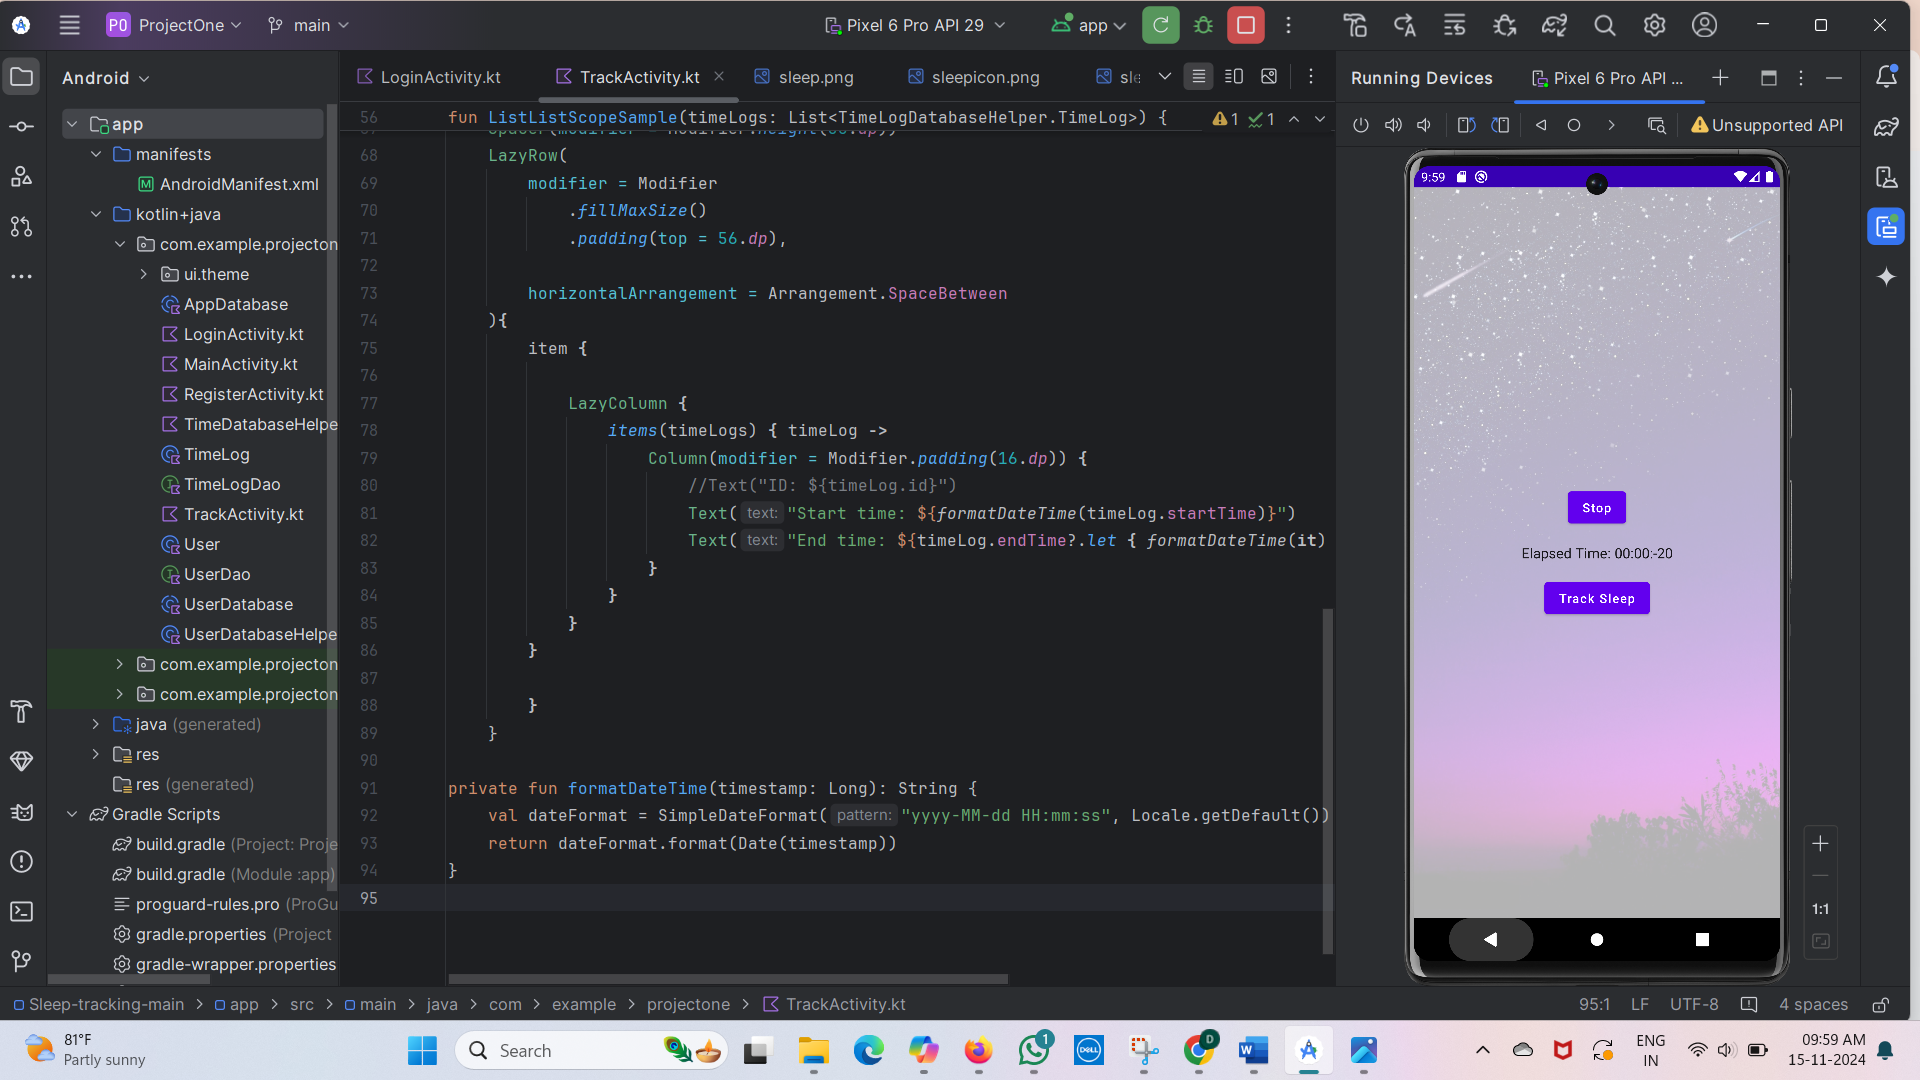 P0 ProjectOne main Pixel 6 Pro API 29 app
Android
LoginActivity.kt TrackActivity.kt sleep.png sleepicon.png sle
Running Devices Pixel 6 Pro API ...
app
manifests
AndroidManifest.xml
kotlin+java
com.example.projecton
ui.theme
AppDatabase
LoginActivity.kt
MainActivity.kt
RegisterActivity.kt
TimeDatabaseHelpe
TimeLog
TimeLogDao
TrackActivity.kt
User
UserDao
UserDatabase
UserDatabaseHelpe
com.example.projecton
com.example.projecton
java (generated)
res
res (generated)
Gradle Scripts
build.gradle (Project: Proje
build.gradle (Module :app)
proguard-rules.pro (ProGu
gradle.properties (Project
gradle-wrapper.properties
56 fun ListListScopeSample(timeLogs: List<TimeLogDatabaseHelper.TimeLog>) { 1 1
68 LazyRow(
69 modifier = Modifier
70 .fillMaxSize()
71 .padding(top = 56.dp),
72
73 horizontalArrangement = Arrangement.SpaceBetween
74 ){
75 item {
76
77 LazyColumn {
78 items(timeLogs) { timeLog ->
79 Column(modifier = Modifier.padding(16.dp)) {
80 //Text("ID: ${timeLog.id}")
81 Text( text: "Start time: ${formatDateTime(timeLog.startTime)}")
82 Text( text: "End time: ${timeLog.endTime?.let { formatDateTime(it)
83 }
84 }
85 }
86 }
87
88 }
89 }
90
91 private fun formatDateTime(timestamp: Long): String {
92 val dateFormat = SimpleDateFormat( pattern: "yyyy-MM-dd HH:mm:ss", Locale.getDefault())
93 return dateFormat.format(Date(timestamp))
94 }
95
Unsupported API
9:59
Stop
Elapsed Time: 00:00:-20
Track Sleep
1:1
Sleep-tracking-main > app > src > main > java > com > example > projectone > TrackActivity.kt
95:1 LF UTF-8 4 spaces
81°F
Partly sunny
Search
1
DELL
D
W
ENG
IN
09:59 AM
15-11-2024